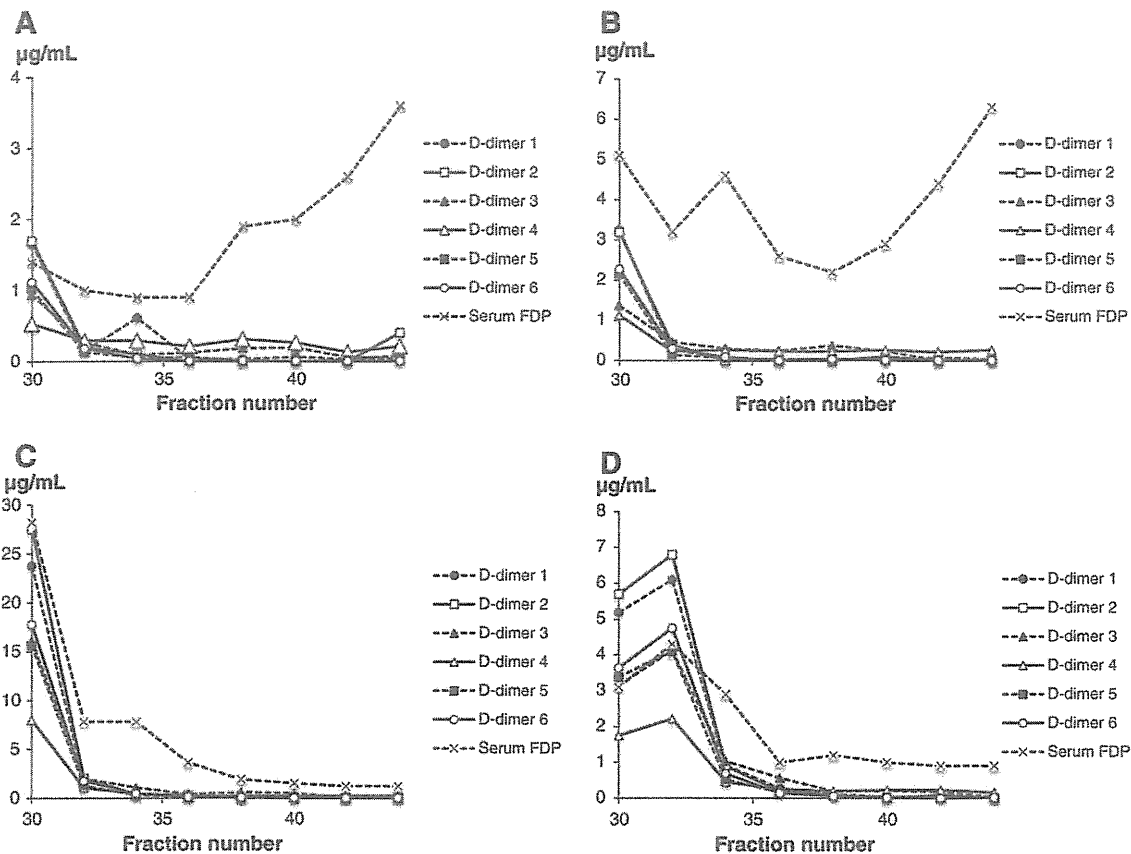 A
µg/mL
4
3
2
1
0
30
35
40
Fraction number
D-dimer 1
D-dimer 2
D-dimer 3
D-dimer 4
D-dimer 5
D-dimer 6
Serum FDP
B
µg/mL
7
6
5
4
3
2
1
0
30
35
40
Fraction number
D-dimer 1
D-dimer 2
D-dimer 3
D-dimer 4
D-dimer 5
D-dimer 6
Serum FDP
C
µg/mL
30
25
20
15
10
5
0
30
35
40
Fraction number
D-dimer 1
D-dimer 2
D-dimer 3
D-dimer 4
D-dimer 5
D-dimer 6
Serum FDP
D
µg/mL
8
7
6
5
4
3
2
1
0
30
35
40
Fraction number
D-dimer 1
D-dimer 2
D-dimer 3
D-dimer 4
D-dimer 5
D-dimer 6
Serum FDP